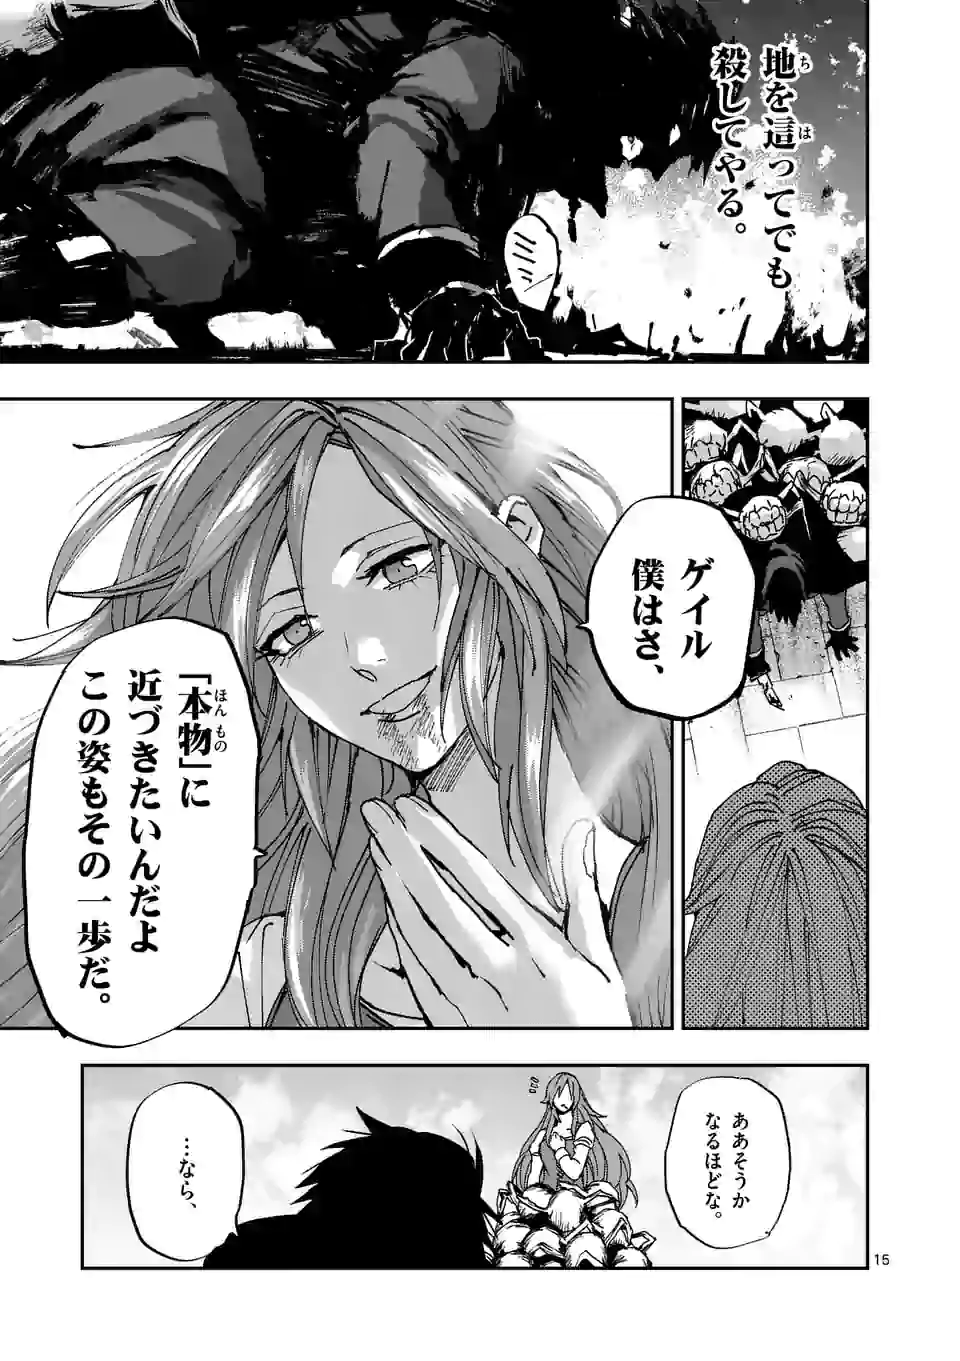 地を這ってでも
殺してやる。
ゲイル
僕はさ、
「本物」に
近づきたいんだよ
この姿もその一歩だ。
ああそうか
なるほどな。
…なら、
15